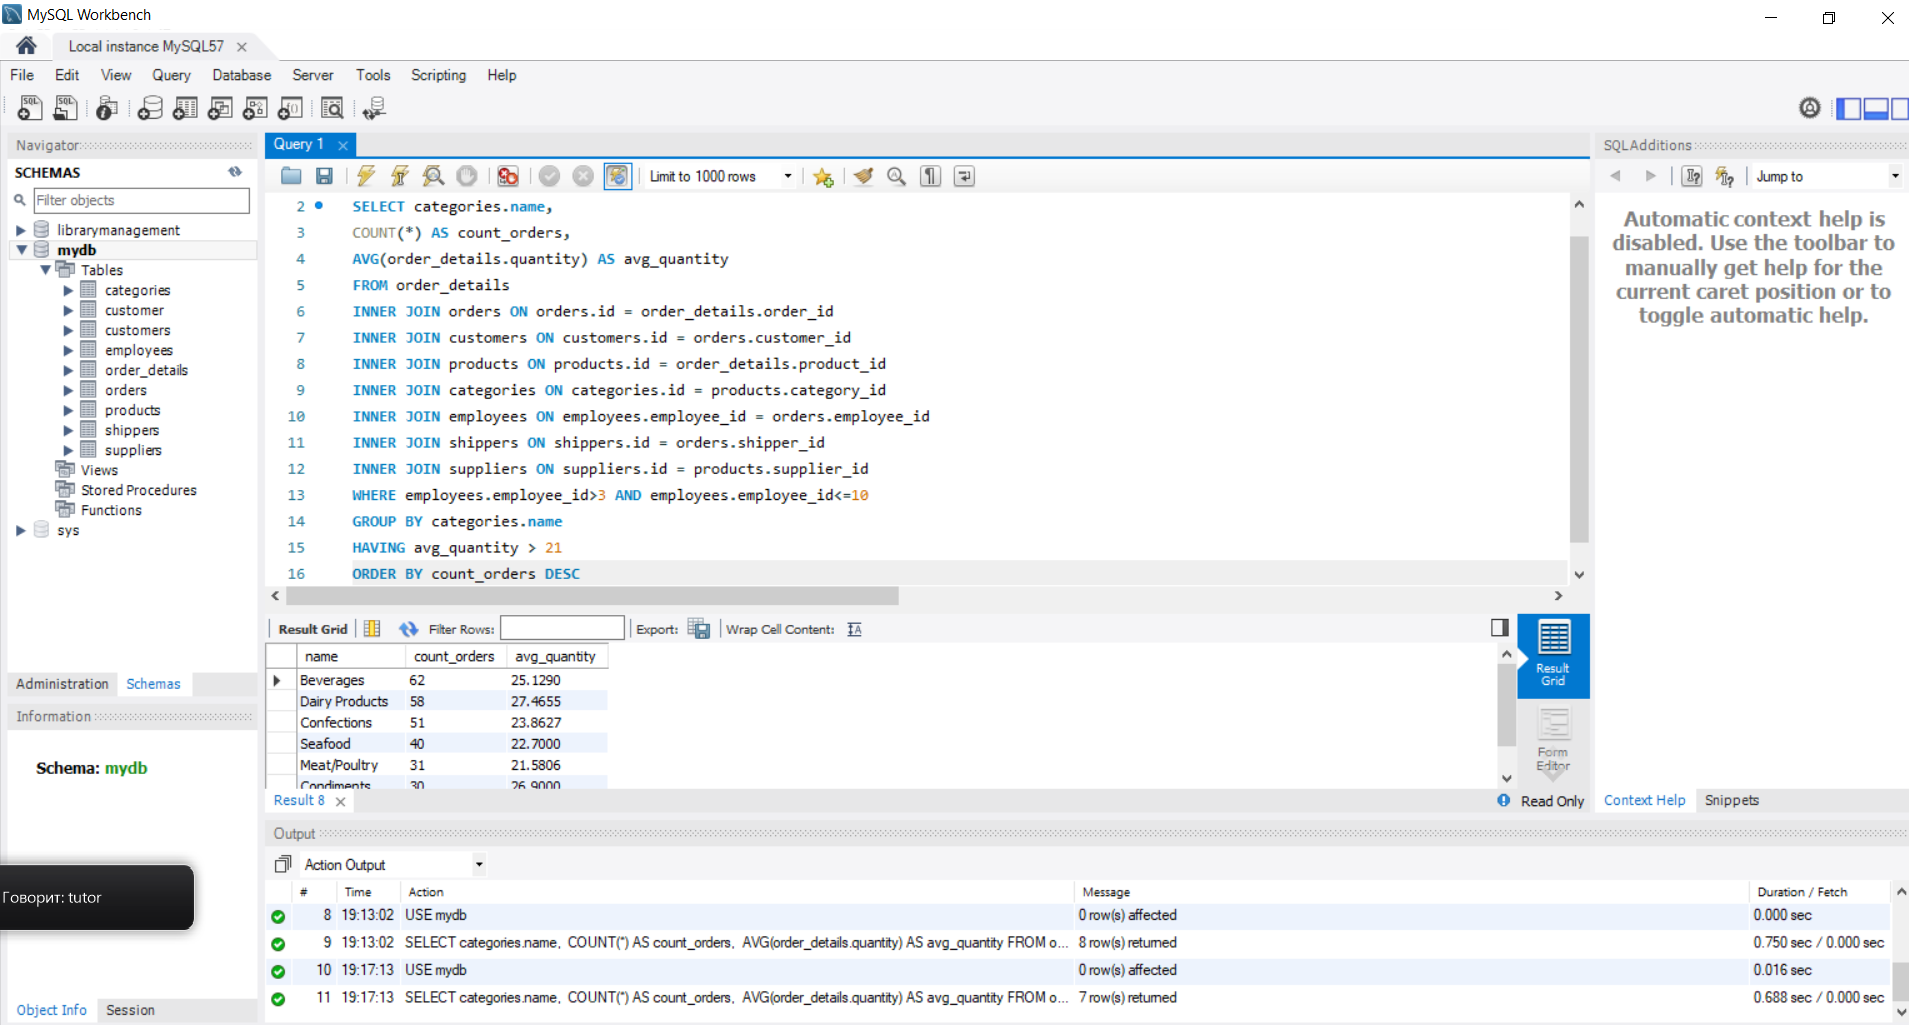 MySQL Workbench
Local instance MySQL57
File Edit View Query Database Server Tools Scripting Help
Navigator
SCHEMAS
Filter objects
librarymanagement
mydb
Tables
categories
customer
customers
employees
order_details
orders
products
shippers
suppliers
Views
Stored Procedures
Functions
sys
Administration Schemas
Information
Schema: mydb
Говорит: tutor
Object Info Session
Query 1
Limit to 1000 rows
2 SELECT categories.name,
3 COUNT(*) AS count_orders,
4 AVG(order_details.quantity) AS avg_quantity
5 FROM order_details
6 INNER JOIN orders ON orders.id = order_details.order_id
7 INNER JOIN customers ON customers.id = orders.customer_id
8 INNER JOIN products ON products.id = order_details.product_id
9 INNER JOIN categories ON categories.id = products.category_id
10 INNER JOIN employees ON employees.employee_id = orders.employee_id
11 INNER JOIN shippers ON shippers.id = orders.shipper_id
12 INNER JOIN suppliers ON suppliers.id = products.supplier_id
13 WHERE employees.employee_id>3 AND employees.employee_id<=10
14 GROUP BY categories.name
15 HAVING avg_quantity > 21
16 ORDER BY count_orders DESC
Result Grid Filter Rows: Export: Wrap Cell Content:
name count_orders avg_quantity
Beverages 62 25.1290
Dairy Products 58 27.4655
Confections 51 23.8627
Seafood 40 22.7000
Meat/Poultry 31 21.5806
Condiments 30 26.9000
Result Grid
Form Editor
Result 8
Read Only
SQLAdditions
Jump to
Automatic context help is
disabled. Use the toolbar to
manually get help for the
current caret position or to
toggle automatic help.
Context Help Snippets
Output
Action Output
# Time Action Message Duration / Fetch
8 19:13:02 USE mydb 0 row(s) affected 0.000 sec
9 19:13:02 SELECT categories.name, COUNT(*) AS count_orders, AVG(order_details.quantity) AS avg_quantity FROM o... 8 row(s) returned 0.750 sec / 0.000 sec
10 19:17:13 USE mydb 0 row(s) affected 0.016 sec
11 19:17:13 SELECT categories.name, COUNT(*) AS count_orders, AVG(order_details.quantity) AS avg_quantity FROM o... 7 row(s) returned 0.688 sec / 0.000 sec